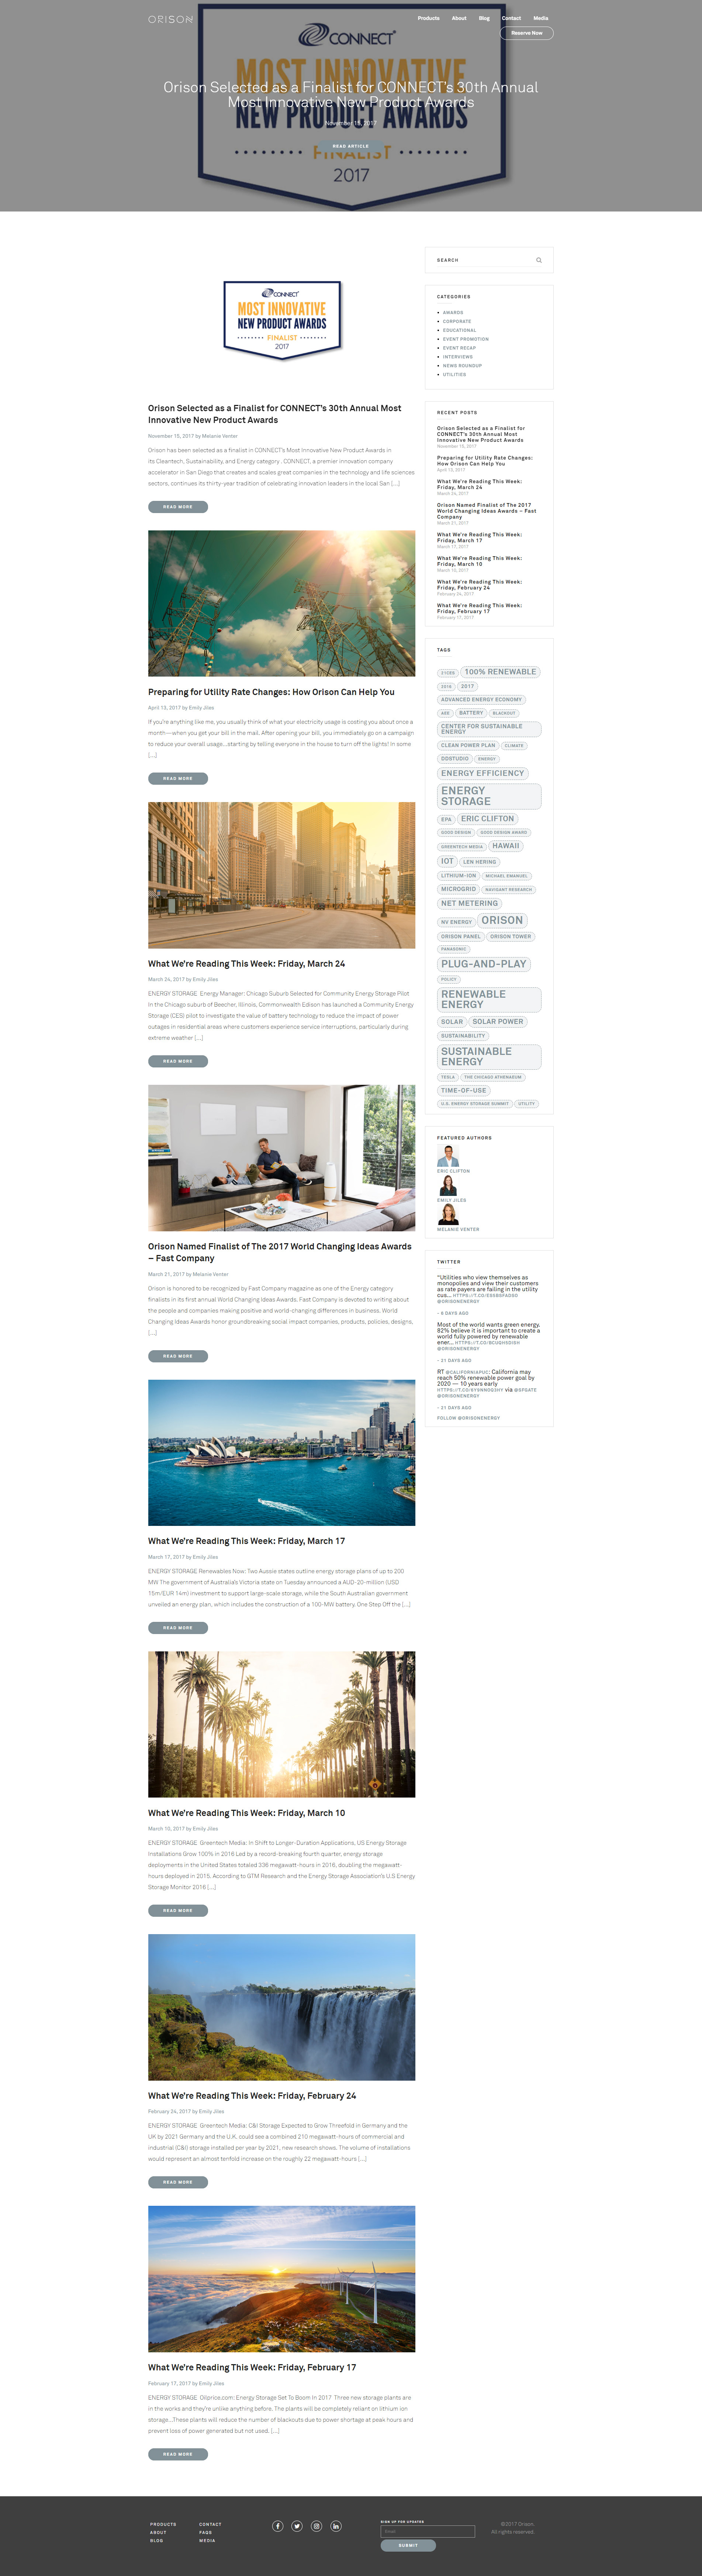 ORISON
Products About Blog Contact Media
Reserve Now
CONNECT
MOST INNOVATIVE
NEW PRODUCT AWARDS
Orison Selected as a Finalist for CONNECT's 30th Annual
Most Innovative New Product Awards
November 15, 2017
READ ARTICLE
2017
SEARCH
CATEGORIES
AWARDS
CORPORATE
EDUCATIONAL
EVENT PROMOTION
EVENT RECAP
INTERVIEWS
NEWS ROUNDUP
UTILITIES
CONNECT
MOST INNOVATIVE
NEW PRODUCT AWARDS
FINALIST
2017
Orison Selected as a Finalist for CONNECT's 30th Annual Most
Innovative New Product Awards
November 15, 2017 by Melanie Venter
Orison has been selected as a finalist in CONNECT's Most Innovative New Product Awards in
its Cleantech, Sustainability, and Energy category . CONNECT, a premier innovation company
accelerator in San Diego that creates and scales great companies in the technology and life sciences
sectors, continues its thirty-year tradition of celebrating innovation leaders in the local San [...]
READ MORE
Preparing for Utility Rate Changes: How Orison Can Help You
April 13, 2017 by Emily Jiles
If you're anything like me, you usually think of what your electricity usage is costing you about once a
month—when you get your bill in the mail. After opening your bill, you immediately go on a campaign
to reduce your overall usage...starting by telling everyone in the house to turn off the lights! In some
[...]
READ MORE
What We're Reading This Week: Friday, March 24
March 24, 2017 by Emily Jiles
ENERGY STORAGE Energy Manager: Chicago Suburb Selected for Community Energy Storage Pilot
In the Chicago suburb of Beecher, Illinois, Commonwealth Edison has launched a Community Energy
Storage (CES) pilot to investigate the value of battery technology to reduce the impact of power
outages in residential areas where customers experience service interruptions, particularly during
extreme weather [...]
READ MORE
Orison Named Finalist of The 2017 World Changing Ideas Awards
– Fast Company
March 21, 2017 by Melanie Venter
Orison is honored to be recognized by Fast Company magazine as one of the Energy category
finalists in its first annual World Changing Ideas Awards. Fast Company is devoted to writing about
the people and companies making positive and world-changing differences in business. World
Changing Ideas Awards honor groundbreaking social impact companies, products, policies, designs,
[...]
READ MORE
What We're Reading This Week: Friday, March 17
March 17, 2017 by Emily Jiles
ENERGY STORAGE Renewables Now: Two Aussie states outline energy storage plans of up to 200
MW The government of Australia's Victoria state on Tuesday announced a AUD-20-million (USD
15m/EUR 14m) investment to support large-scale storage, while the South Australian government
unveiled an energy plan, which includes the construction of a 100-MW battery. One Step Off the [...]
READ MORE
What We're Reading This Week: Friday, March 10
March 10, 2017 by Emily Jiles
ENERGY STORAGE Greentech Media: In Shift to Longer-Duration Applications, US Energy Storage
Installations Grow 100% in 2016 Led by a record-breaking fourth quarter, energy storage
deployments in the United States totaled 336 megawatt-hours in 2016, doubling the megawatt-
hours deployed in 2015, According to GTM Research and the Energy Storage Association's U.S Energy
Storage Monitor 2016 [...]
READ MORE
What We're Reading This Week: Friday, February 24
February 24, 2017 by Emily Jiles
ENERGY STORAGE Greentech Media: C&I Storage Expected to Grow Threefold in Germany and the
UK by 2021 Germany and the U.K. could see a combined 210 megawatt-hours of commercial and
industrial (C&I) storage installed per year by 2021, new research shows. The volume of installations
would represent an almost tenfold increase on the roughly 22 megawatt-hours [...]
READ MORE
What We're Reading This Week: Friday, February 17
February 17, 2017 by Emily Jiles
ENERGY STORAGE Oilprice.com: Energy Storage Set To Boom In 2017 Three new storage plants are
in the works and they're unlike anything before. The plants will be completely reliant on lithium ion
storage...These plants will reduce the number of blackouts due to power shortage at peak hours and
prevent loss of power generated but not used. [...]
READ MORE
RECENT POSTS
Orison Selected as a Finalist for
CONNECT's 30th Annual Most
Innovative New Product Awards
November 15, 2017
Preparing for Utility Rate Changes:
How Orison Can Help You
April 13, 2017
What We're Reading This Week:
Friday, March 24
March 24, 2017
Orison Named Finalist of The 2017
World Changing Ideas Awards – Fast
Company
March 21, 2017
What We're Reading This Week:
Friday, March 17
March 17, 2017
What We're Reading This Week:
Friday, March 10
March 10, 2017
What We're Reading This Week:
Friday, February 24
February 24, 2017
What We're Reading This Week:
Friday, February 17
February 17, 2017
TAGS
100% RENEWABLE
2016 2017
ADVANCED ENERGY ECONOMY
AEE BATTERY BLACKOUT
CENTER FOR SUSTAINABLE
ENERGY
CLEAN POWER PLAN CLIMATE
DDSTUDIO ENERGY
ENERGY EFFICIENCY
ENERGY
STORAGE
EPA ERIC CLIFTON
GOOD DESIGN GOOD DESIGN AWARD
GREENTECH MEDIA HAWAII
IOT LEN HERING
LITHIUM-ION MICHAEL EMANUEL
MICROGRID NAVIGANT RESEARCH
NET METERING
NV ENERGY ORISON
ORISON PANEL ORISON TOWER
PANASONIC
PLUG-AND-PLAY
POLICY
RENEWABLE
ENERGY
SOLAR SOLAR POWER
SUSTAINABILITY
SUSTAINABLE
ENERGY
TESLA THE CHICAGO ATHENAEUM
TIME-OF-USE
U.S. ENERGY STORAGE SUMMIT UTILITY
FEATURED AUTHORS
ERIC CLIFTON
EMILY JILES
MELANIE VENTER
TWITTER
"Utilities who view themselves as
monopolies and view their customers
as rate payers are failing in the utility
cus...
@ORISONENERGY
- 9 DAYS AGO
Most of the world wants green energy.
82% believe it is important to create a
world fully powered by renewable
ener...
@ORISONENERGY
- 21 DAYS AGO
RT @CALIFORNIAPUC: California may
reach 50% renewable power goal by
2020 — 10 years early
via @SFGATE
@ORISONENERGY
- 21 DAYS AGO
FOLLOW @ORISONENERGY
PRODUCTS CONTACT
ABOUT FAQS
BLOG MEDIA
SIGN UP FOR UPDATES
Email
SUBMIT
©2017 Orison.
All rights reserved.